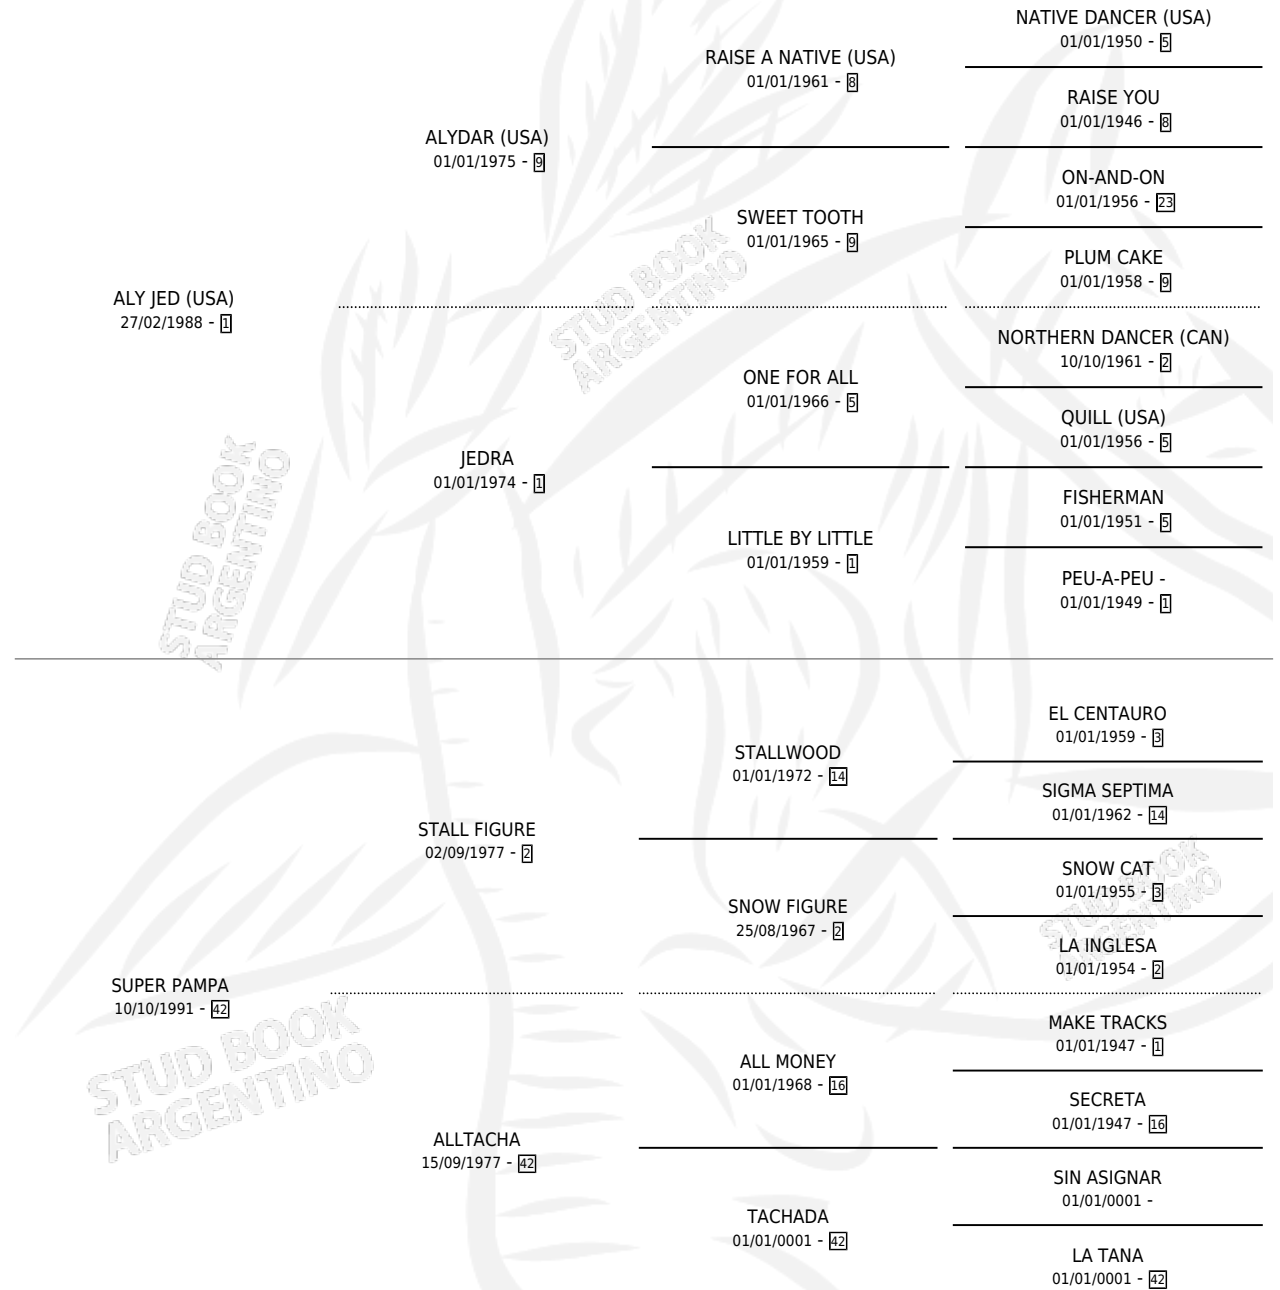 NATIVE DANCER (USA)
01/01/1950 - 5
RAISE A NATIVE (USA)
01/01/1961 - 8
RAISE YOU
01/01/1946 - 8
ALYDAR (USA)
01/01/1975 - 9
ON-AND-ON
01/01/1956 - 23
SWEET TOOTH
01/01/1965 - 9
PLUM CAKE
01/01/1958 - 9
ALY JED (USA)
27/02/1988 - 1
NORTHERN DANCER (CAN)
10/10/1961 - 2
ONE FOR ALL
01/01/1966 - 5
QUILL (USA)
01/01/1956 - 5
JEDRA
01/01/1974 - 1
FISHERMAN
01/01/1951 - 5
LITTLE BY LITTLE
01/01/1959 - 1
PEU-A-PEU -
01/01/1949 - 1
EL CENTAURO
01/01/1959 - 3
STALLWOOD
01/01/1972 - 14
SIGMA SEPTIMA
01/01/1962 - 14
STALL FIGURE
02/09/1977 - 2
SNOW CAT
01/01/1955 - 3
SNOW FIGURE
25/08/1967 - 2
LA INGLESA
01/01/1954 - 2
SUPER PAMPA
10/10/1991 - 42
MAKE TRACKS
01/01/1947 - 1
ALL MONEY
01/01/1968 - 16
SECRETA
01/01/1947 - 16
ALLTACHA
15/09/1977 - 42
SIN ASIGNAR
01/01/0001 -
TACHADA
01/01/0001 - 42
LA TANA
01/01/0001 - 42
STUD BOOK
ARGENTINO
STUD BOOK
ARGENTINO
STUD BOOK
ARGENTINO
STUD BOOK
ARGENTINO